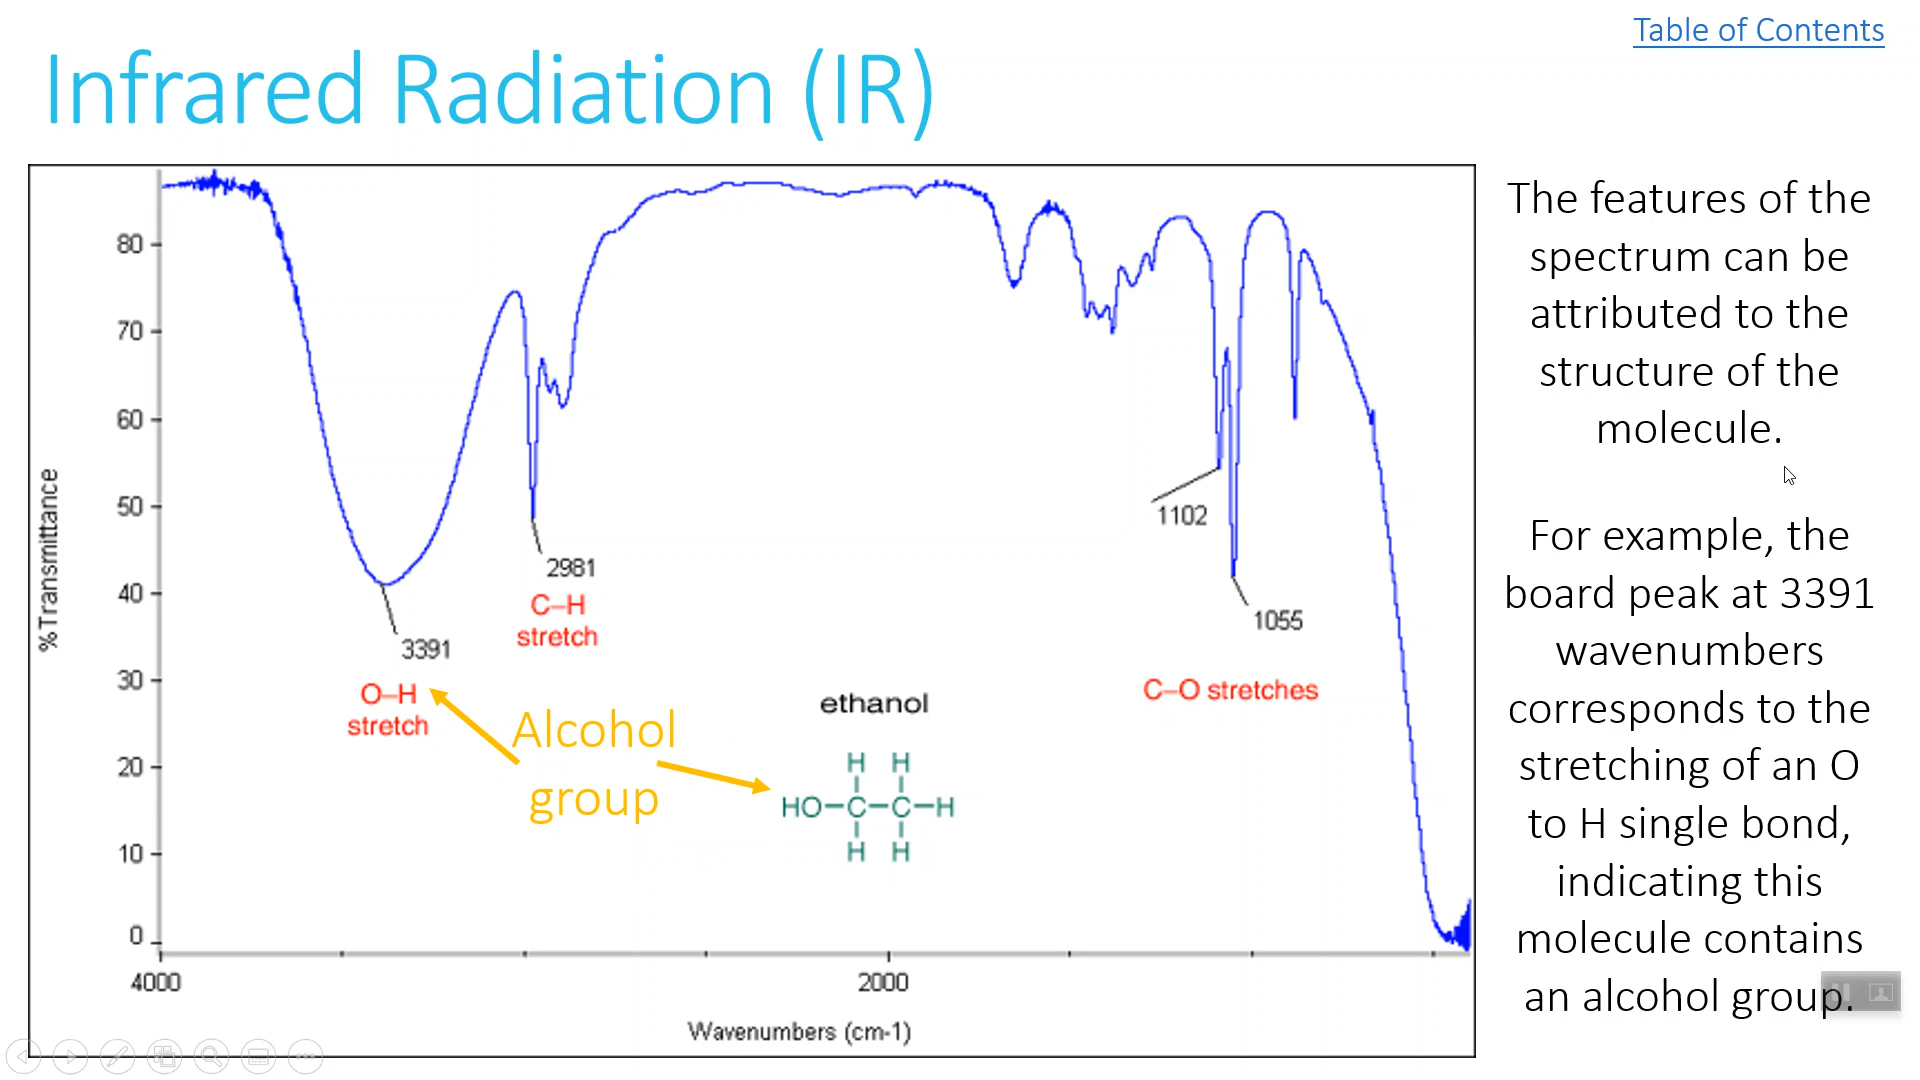 Table of Contents
Infrared Radiation (IR)
80
70
60
50
40
30
20
10
0
%Transmittance
4000
2000
Wavenumbers (cm-1)
3391
O–H
stretch
2981
C–H
stretch
1102
1055
C–O stretches
Alcohol
group
ethanol
H H
HO–C–C–H
H H
The features of the
spectrum can be
attributed to the
structure of the
molecule.
For example, the
board peak at 3391
wavenumbers
corresponds to the
stretching of an O
to H single bond,
indicating this
molecule contains
an alcohol group.